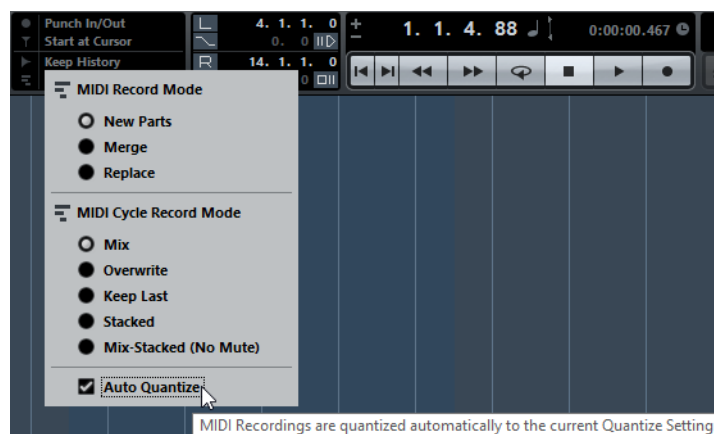 Punch In/Out
Start at Cursor
Keep History
L 4. 1. 1. 0
0. 0
R 14. 1. 1. 0
0
1. 1. 4. 88
0:00:00.467
MIDI Record Mode
New Parts
Merge
Replace
MIDI Cycle Record Mode
Mix
Overwrite
Keep Last
Stacked
Mix-Stacked (No Mute)
Auto Quantize
MIDI Recordings are quantized automatically to the current Quantize Setting